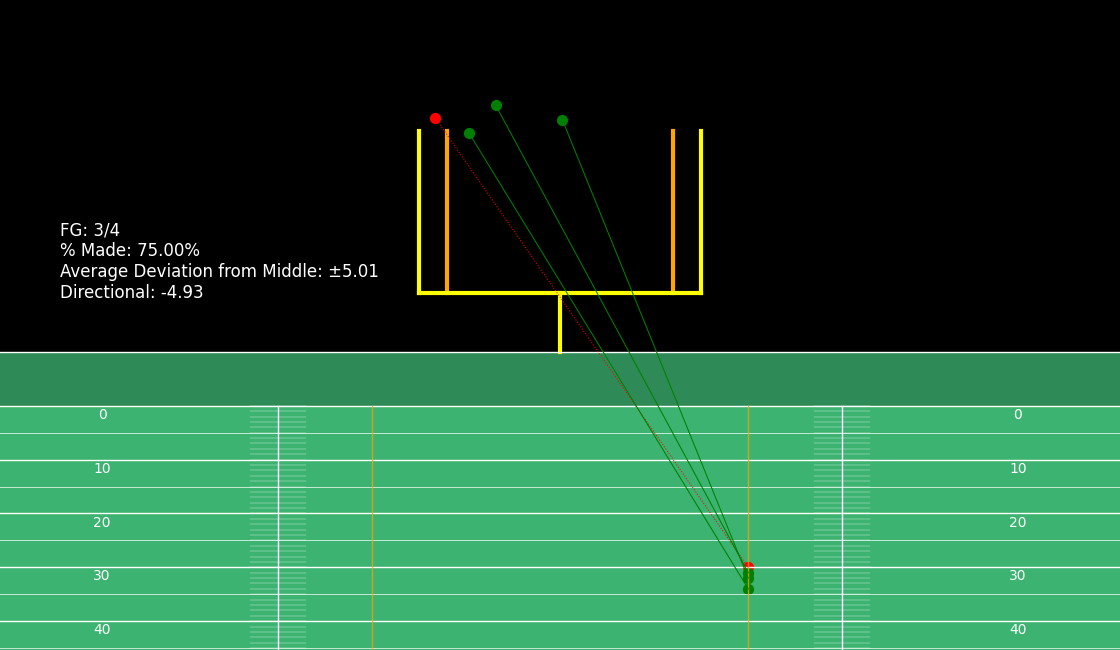 FG: 3/4
% Made: 75.00%
Average Deviation from Middle: ±5.01
Directional: -4.93
0 0
10 10
20 20
30 30
40 40